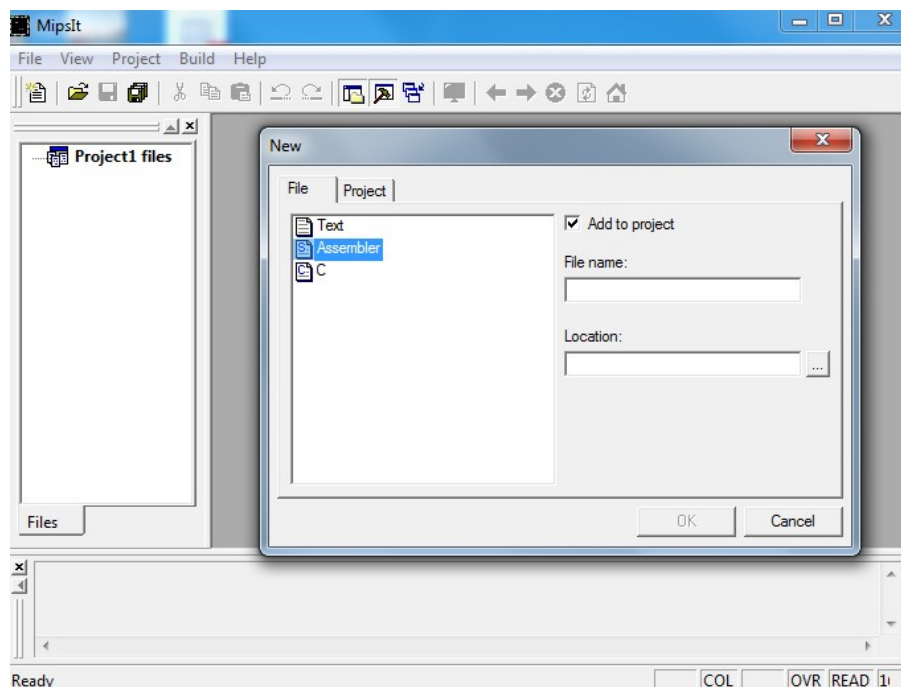 MipsIt
File View Project Build Help
Project1 files
New
File Project
Text
Assembler
C
Add to project
File name:
Location:
...
OK Cancel
Files
Ready COL OVR READ